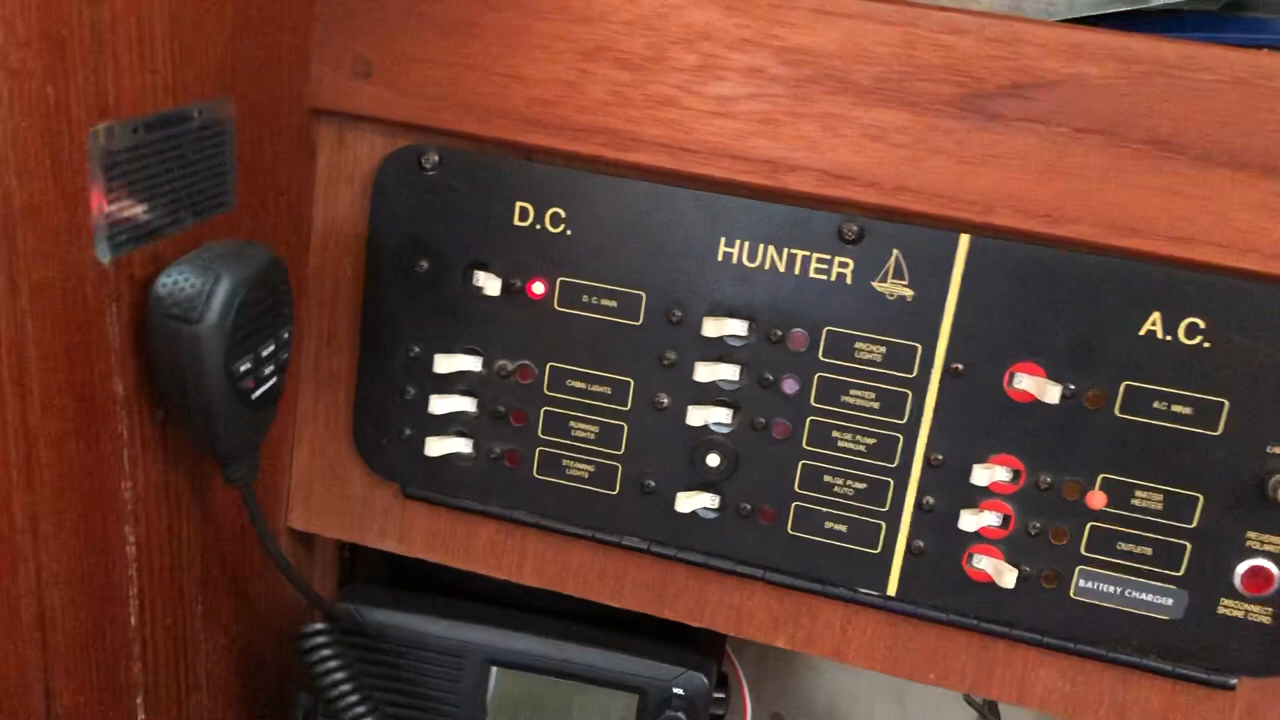 D.C.
D.C. MAIN
CABIN LIGHTS
RUNNING
LIGHTS
STEAMING
LIGHTS
HUNTER
ANCHOR
LIGHTS
WATER
PRESSURE
BILGE PUMP
MANUAL
BILGE PUMP
AUTO
SPARE
A.C.
A.C. MAIN
WATER
HEATER
OUTLETS
BATTERY CHARGER
DISCONNECT
SHORE CORD
VOL